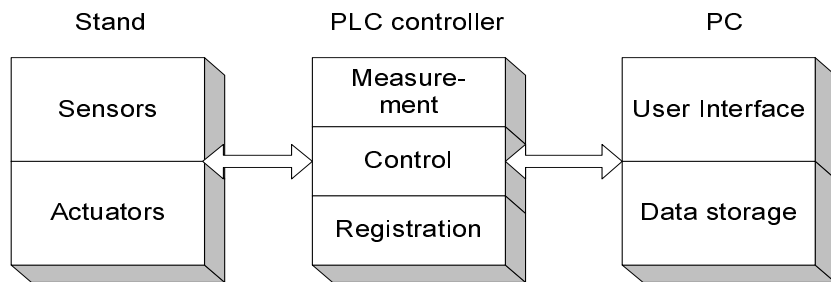 Stand
PLC controller
PC
Sensors
Actuators
Measure-
ment
Control
Registration
User Interface
Data storage